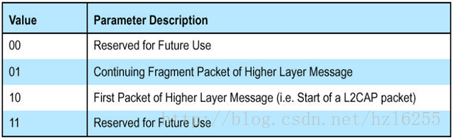 Value Parameter Description
00 Reserved for Future Use
01 Continuing Fragment Packet of Higher Layer Message
10 First Packet of Higher Layer Message (i.e. Start of a L2CAP packet)
11 Reserved for Future Use
http://blog.csdn.net/hzl6255